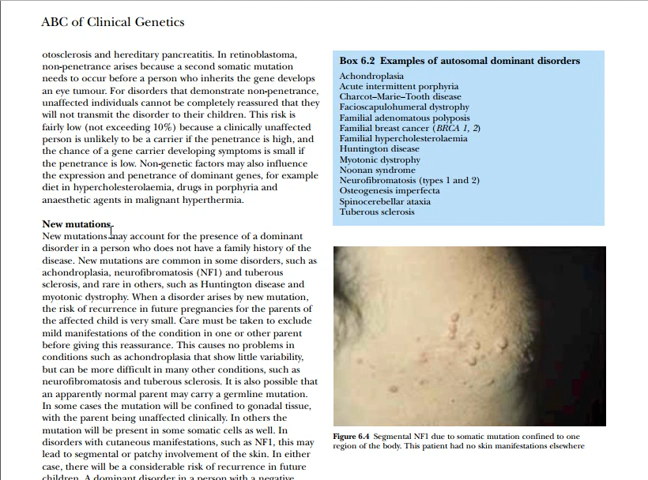 ABC of Clinical Genetics
otosclerosis and hereditary pancreatitis. In retinoblastoma,
non-penetrance arises because a second somatic mutation
needs to occur before a person who inherits the gene develops
an eye tumour. For disorders that demonstrate non-penetrance,
unaffected individuals cannot be completely reassured that they
will not transmit the disorder to their children. This risk is
fairly low (not exceeding 10%) because a clinically unaffected
person is unlikely to be a carrier if the penetrance is high, and
the chance of a gene carrier developing symptoms is small if
the penetrance is low. Non-genetic factors may also influence
the expression and penetrance of dominant genes, for example
diet in hypercholesterolaemia, drugs in porphyria and
anaesthetic agents in malignant hyperthermia.
New mutations
New mutations may account for the presence of a dominant
disorder in a person who does not have a family history of the
disease. New mutations are common in some disorders, such as
achondroplasia, neurofibromatosis (NF1) and tuberous
sclerosis, and rare in others, such as Huntington disease and
myotonic dystrophy. When a disorder arises by new mutation,
the risk of recurrence in future pregnancies for the parents of
the affected child is very small. Care must be taken to exclude
mild manifestations of the condition in one or other parent
before giving this reassurance. This causes no problems in
conditions such as achondroplasia that show little variability,
but can be more difficult in many other conditions, such as
neurofibromatosis and tuberous sclerosis. It is also possible that
an apparently normal parent may carry a germline mutation.
In some cases the mutation will be confined to gonadal tissue,
with the parent being unaffected clinically. In others the
mutation will be present in some somatic cells as well. In
disorders with cutaneous manifestations, such as NF1, this may
lead to segmental or patchy involvement of the skin. In either
case, there will be a considerable risk of recurrence in future
children. A dominant disorder in a person with a negative
Box 6.2 Examples of autosomal dominant disorders
Achondroplasia
Acute intermittent porphyria
Charcot–Marie–Tooth disease
Facioscapulohumeral dystrophy
Familial adenomatous polyposis
Familial breast cancer (BRCA 1, 2)
Familial hypercholesterolaemia
Huntington disease
Myotonic dystrophy
Noonan syndrome
Neurofibromatosis (types 1 and 2)
Osteogenesis imperfecta
Spinocerebellar ataxia
Tuberous sclerosis
Figure 6.4 Segmental NF1 due to somatic mutation confined to one
region of the body. This patient had no skin manifestations elsewhere